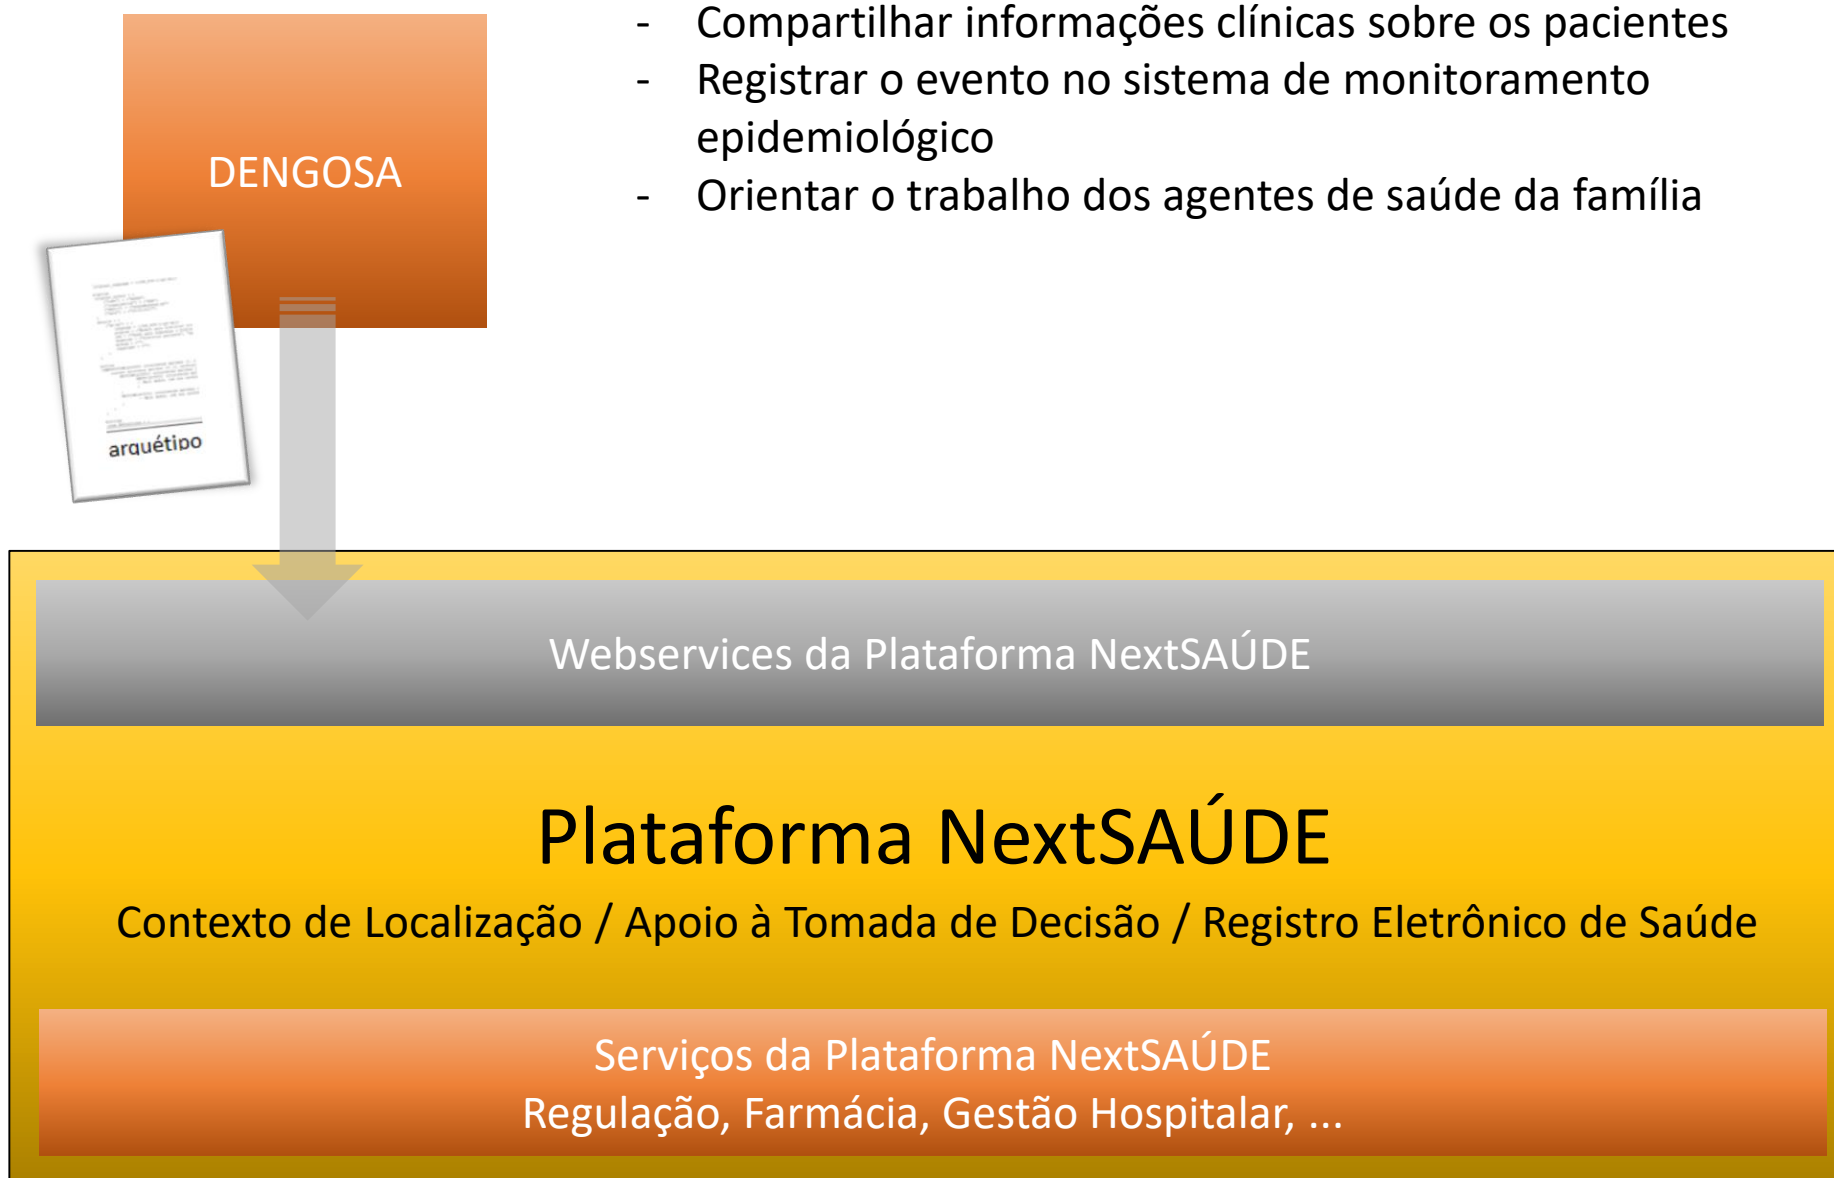 - Compartilhar informações clínicas sobre os pacientes
- Registrar o evento no sistema de monitoramento
epidemiológico
- Orientar o trabalho dos agentes de saúde da família
DENGOSA
arquétipo
Webservices da Plataforma NextSAÚDE
Plataforma NextSAÚDE
Contexto de Localização / Apoio à Tomada de Decisão / Registro Eletrônico de Saúde
Serviços da Plataforma NextSAÚDE
Regulação, Farmácia, Gestão Hospitalar, ...